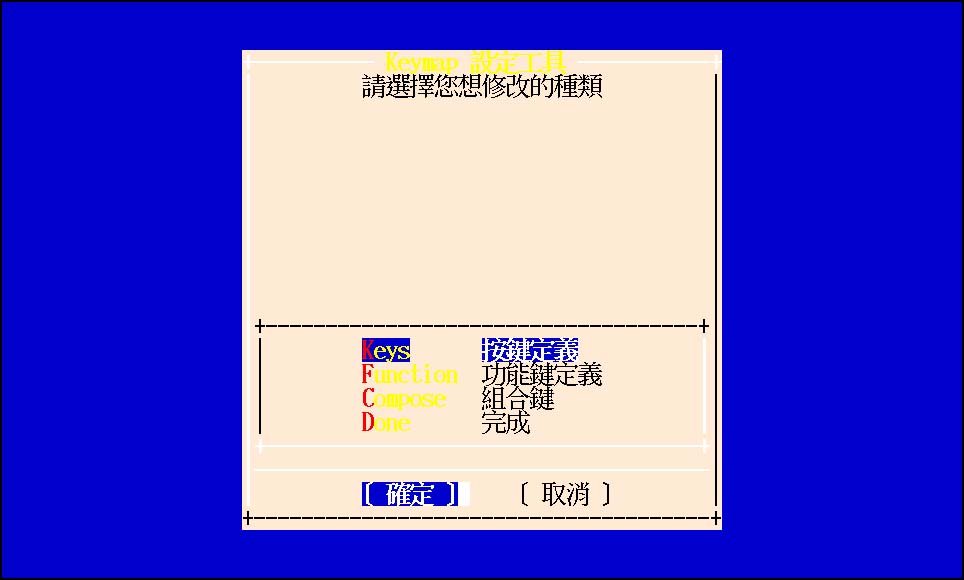 Keymap 設定工具
請選擇您想修改的種類
Keys 按鍵定義
Function 功能鍵定義
Compose 組合鍵
Done 完成
[ 確定 ] [ 取消 ]